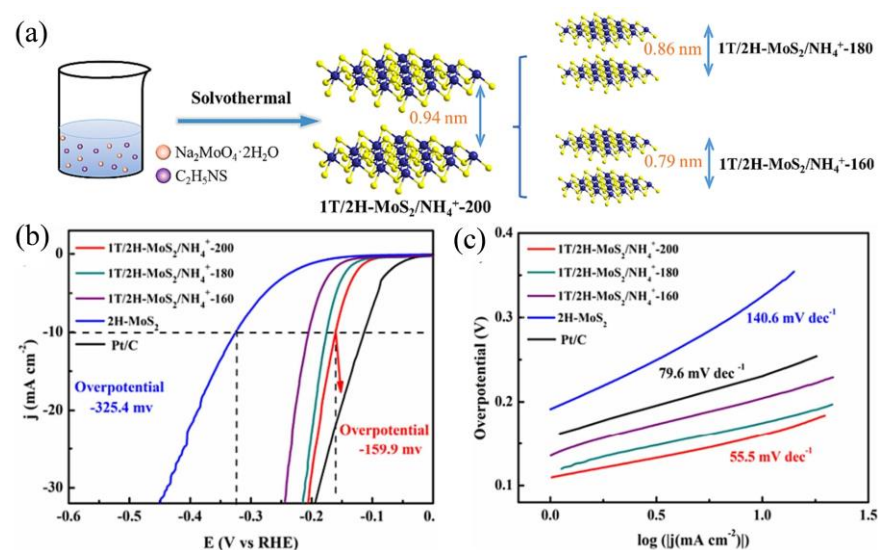 (a)
Solvothermal
Na₂MoO₄·2H₂O
C₂H₅NS
0.94 nm
1T/2H-MoS₂/NH₄⁺-200
0.86 nm
1T/2H-MoS₂/NH₄⁺-180
0.79 nm
1T/2H-MoS₂/NH₄⁺-160
(b)
1T/2H-MoS₂/NH₄⁺-200
1T/2H-MoS₂/NH₄⁺-180
1T/2H-MoS₂/NH₄⁺-160
2H-MoS₂
Pt/C
Overpotential
-325.4 mv
Overpotential
-159.9 mv
j (mA cm⁻²)
0
-10
-20
-30
-0.6
-0.5
-0.4
-0.3
-0.2
-0.1
0.
E (V vs RHE)
(c)
1T/2H-MoS₂/NH₄⁺-200
1T/2H-MoS₂/NH₄⁺-180
1T/2H-MoS₂/NH₄⁺-160
2H-MoS₂
Pt/C
140.6 mV dec⁻¹
79.6 mV dec⁻¹
55.5 mV dec⁻¹
Overpotential (V)
0.4
0.3
0.2
0.1
0.0
0.5
1.0
1.5
log (|j(mA cm⁻²)|)